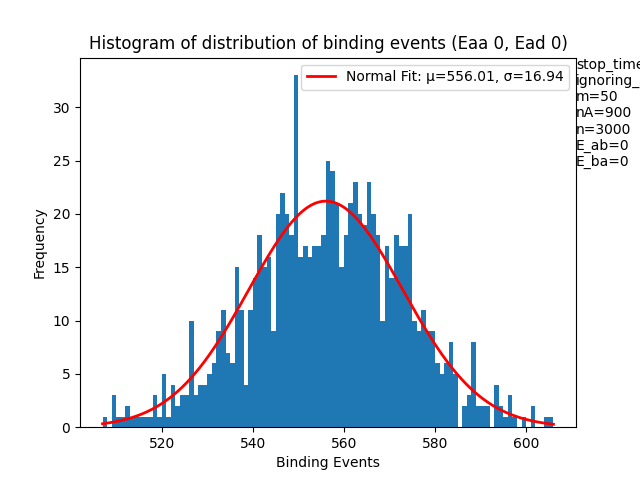 Histogram of distribution of binding events (Eaa 0, Ead 0)
Normal Fit: μ=556.01, σ=16.94
stop_time
ignoring_
m=50
nA=900
n=3000
E_ab=0
E_ba=0
Frequency
30
25
20
15
10
5
0
520 540 560 580 600
Binding Events